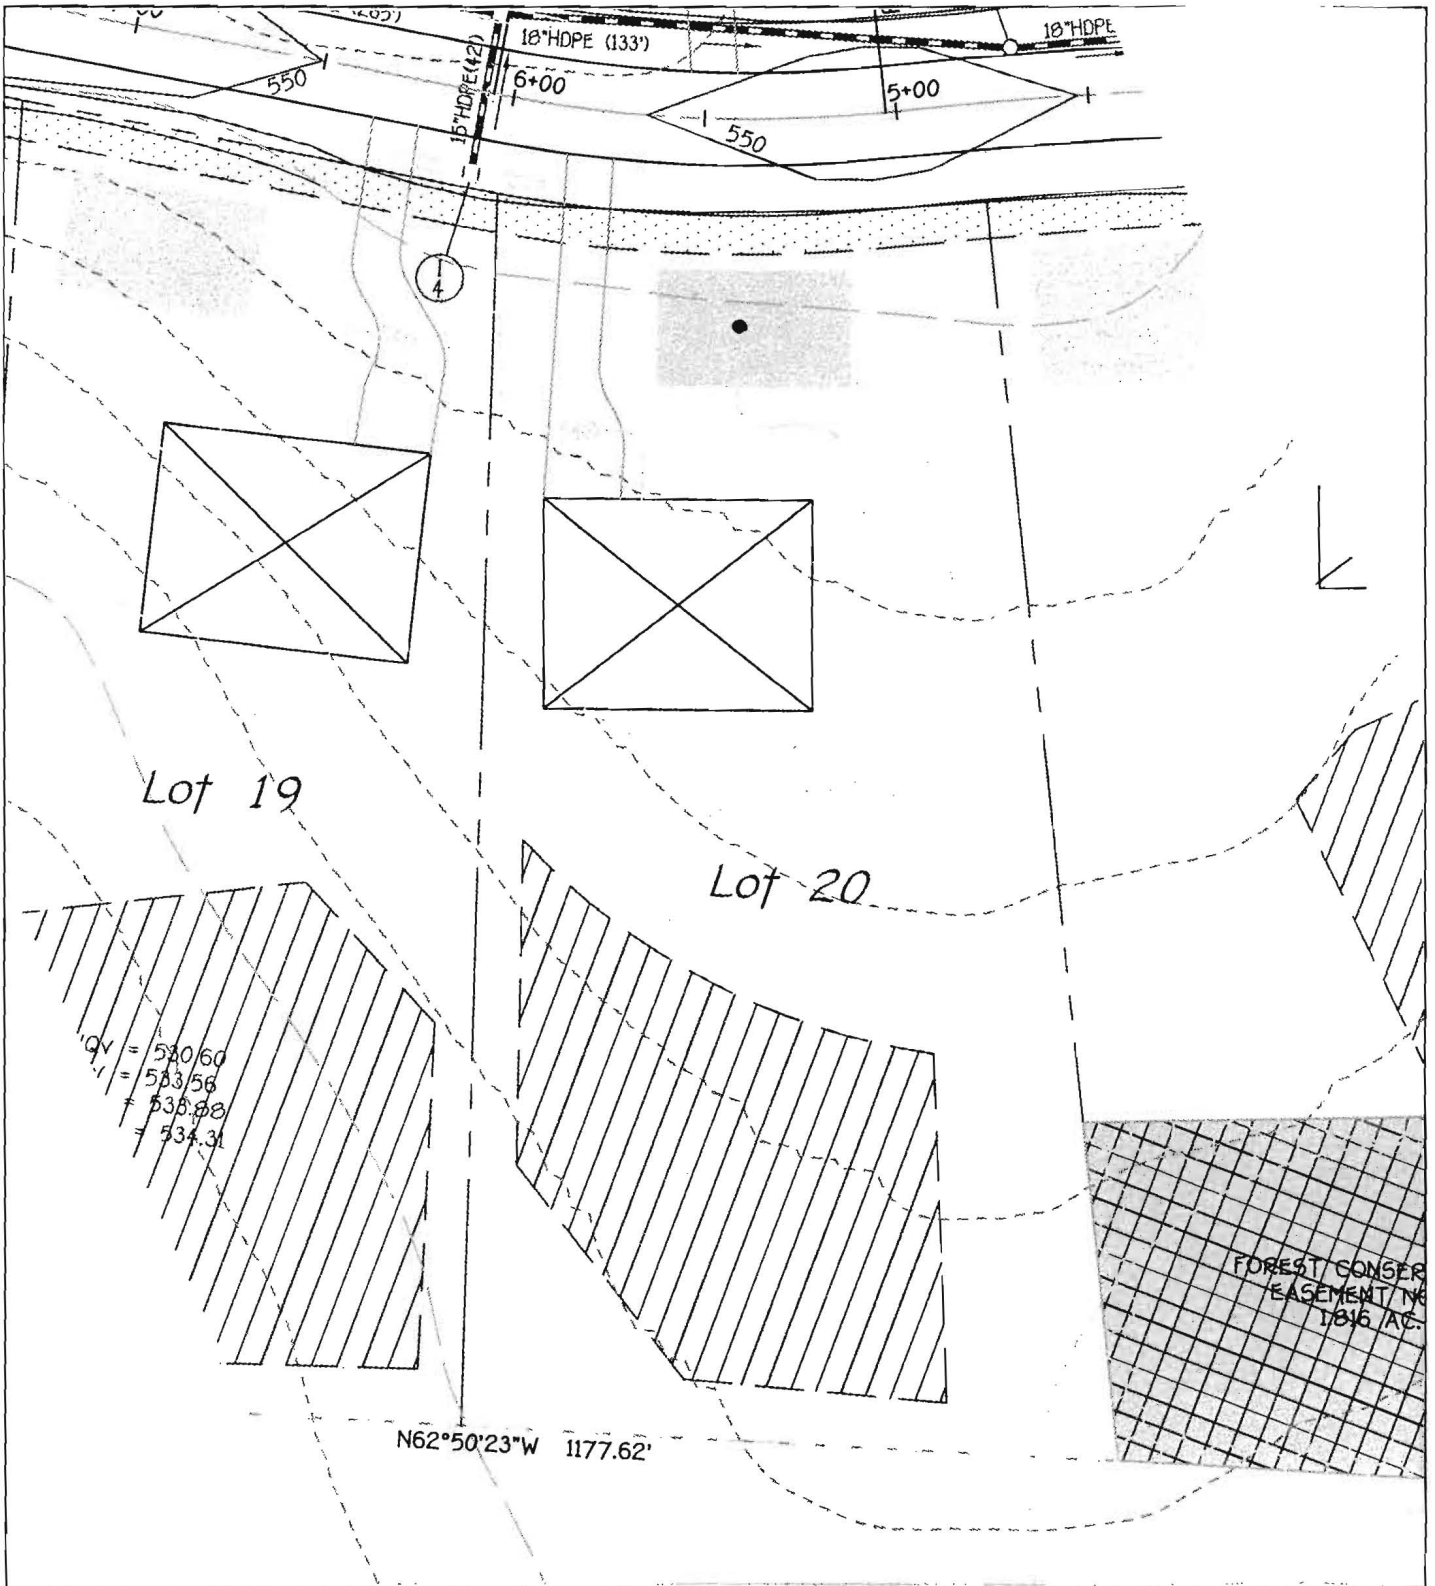 18"HDPE (133')
18"HDPE
15"HDPE(42')
550
6+00
5+00
550
4
Lot 19
Lot 20
= 530.60
= 533.56
= 533.88
= 534.31
FOREST CONSER
EASEMENT
1.816 AC.
N62°50'23"W 1177.62'